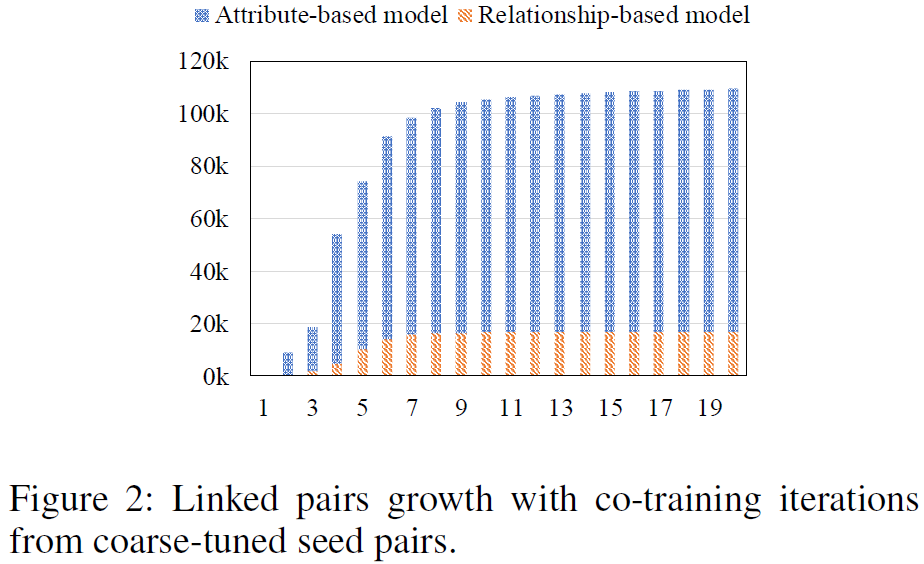 Attribute-based model Relationship-based model
120k
100k
80k
60k
40k
20k
0k
1 3 5 7 9 11 13 15 17 19
Figure 2: Linked pairs growth with co-training iterations
from coarse-tuned seed pairs.